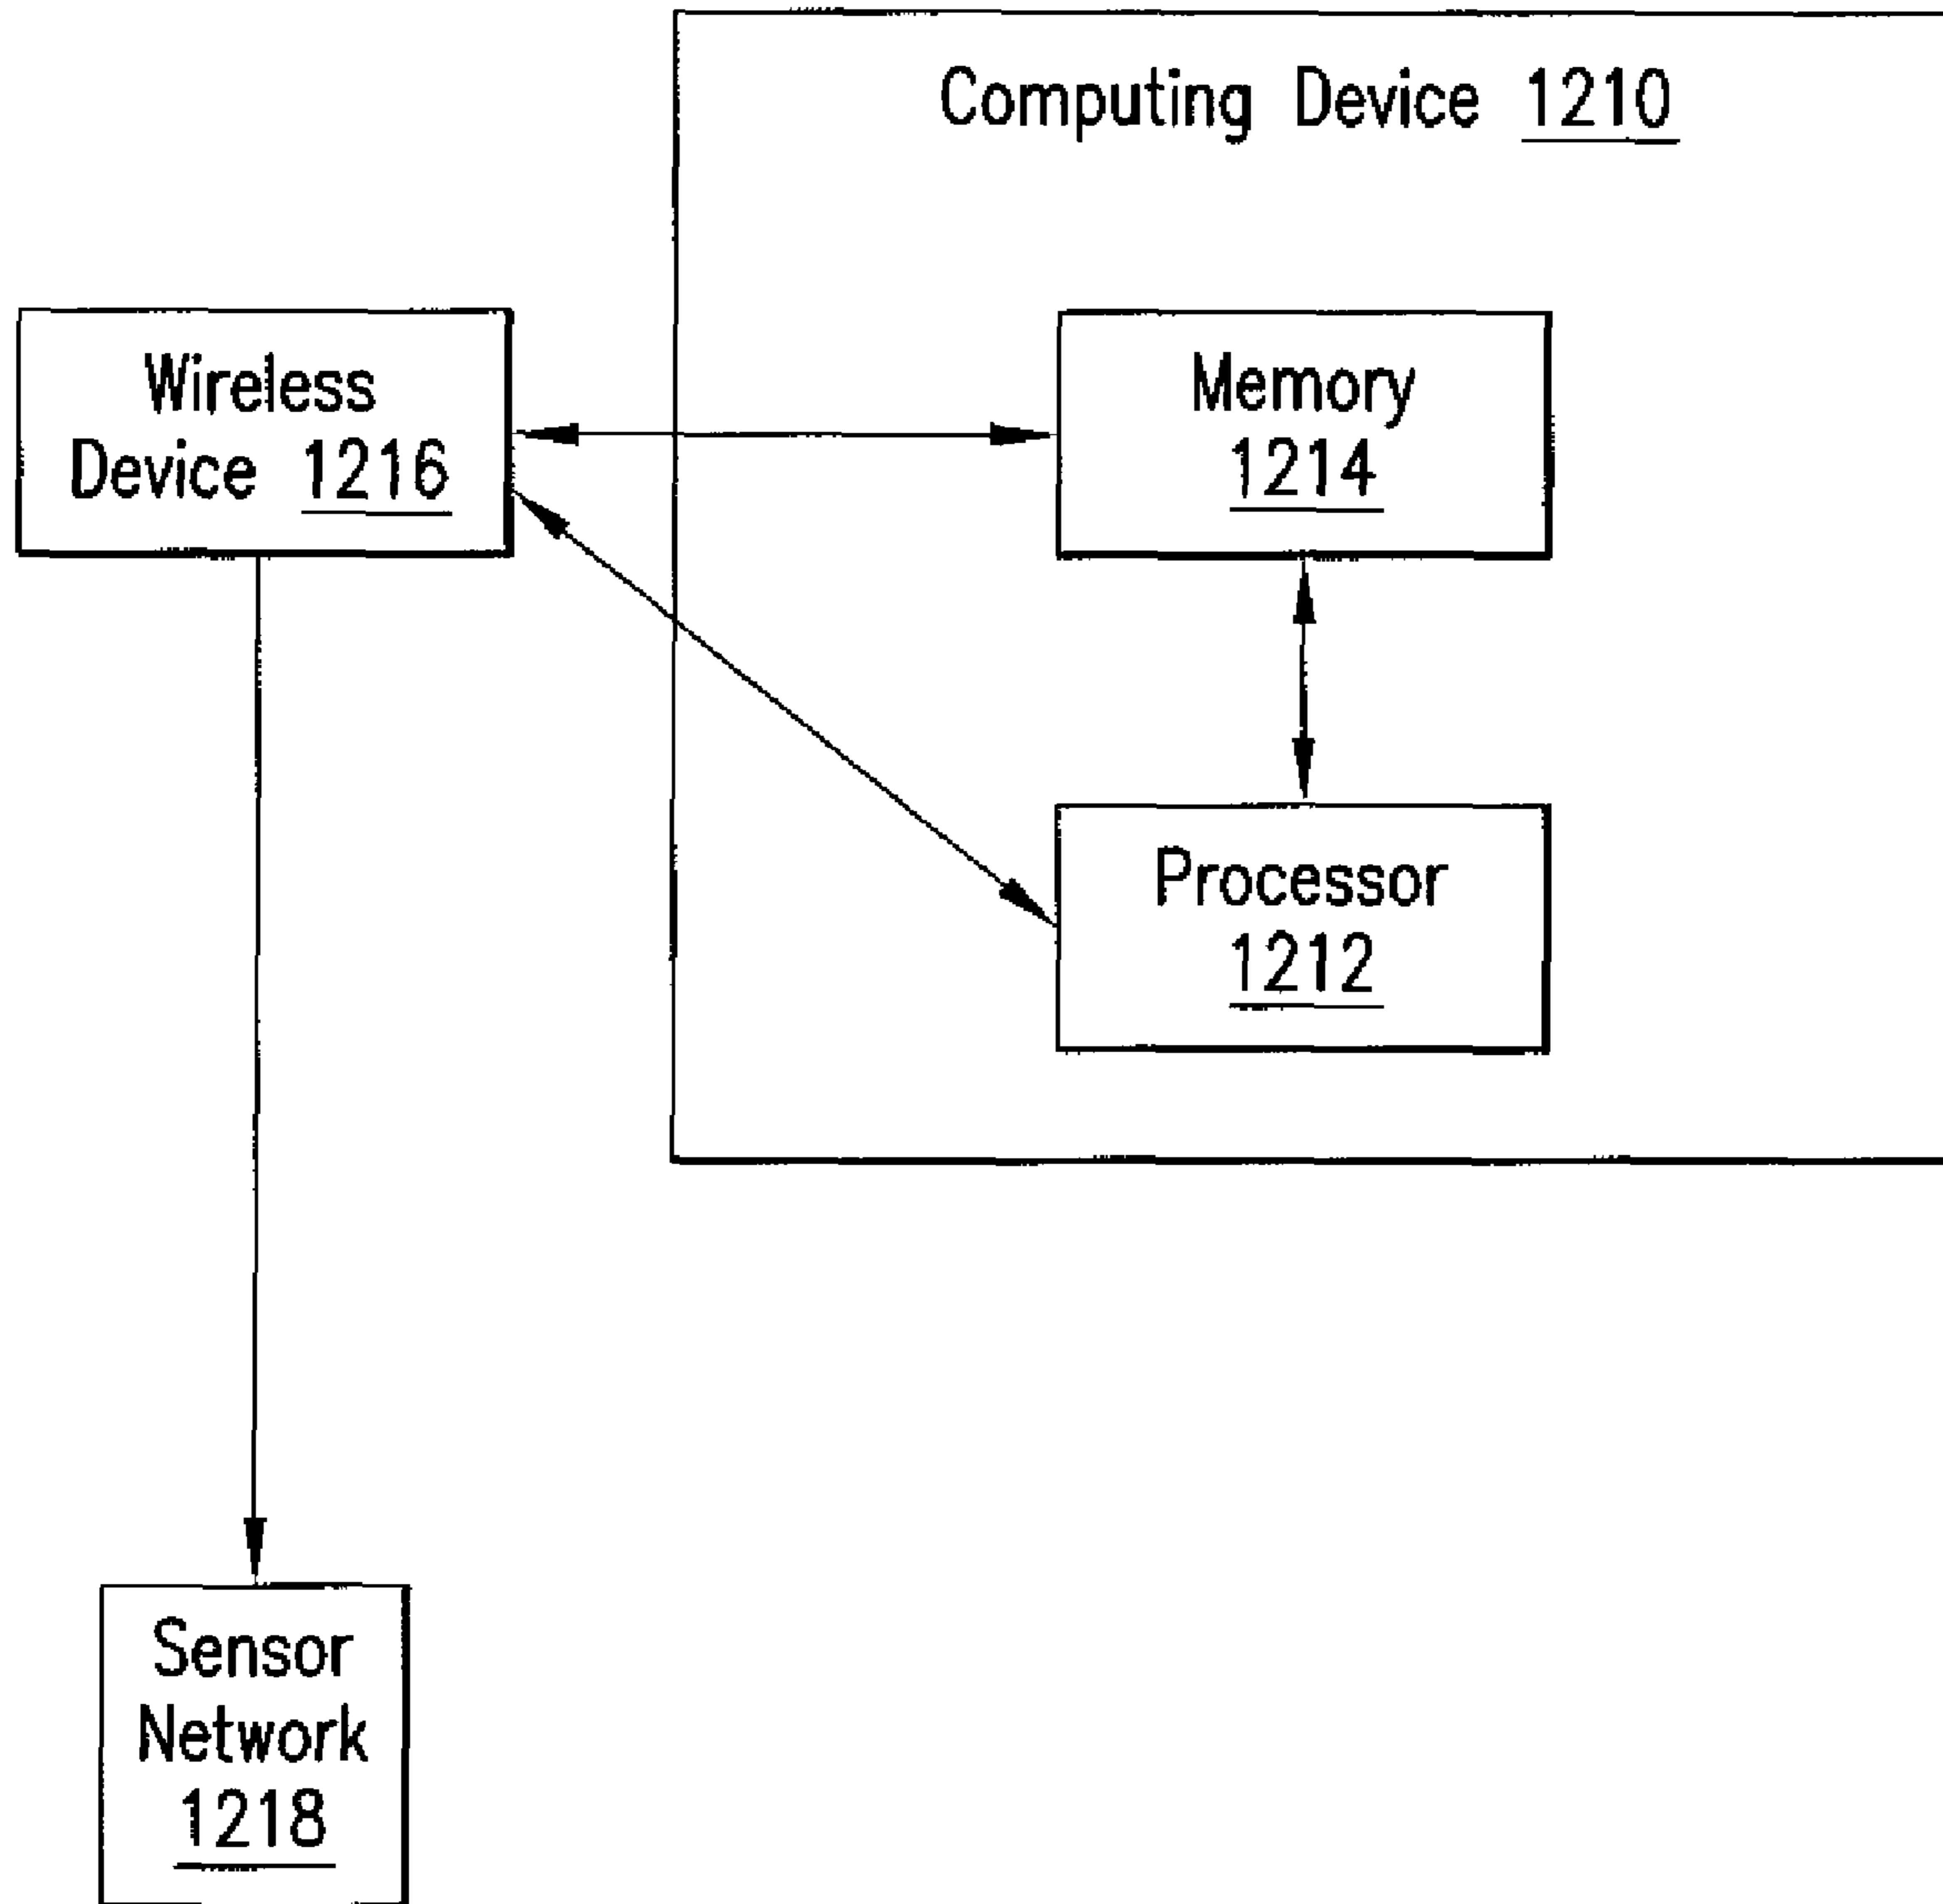 Computing Device 1210
Wireless
Device 1216
Memory
1214
Processor
1212
Sensor
Network
1218